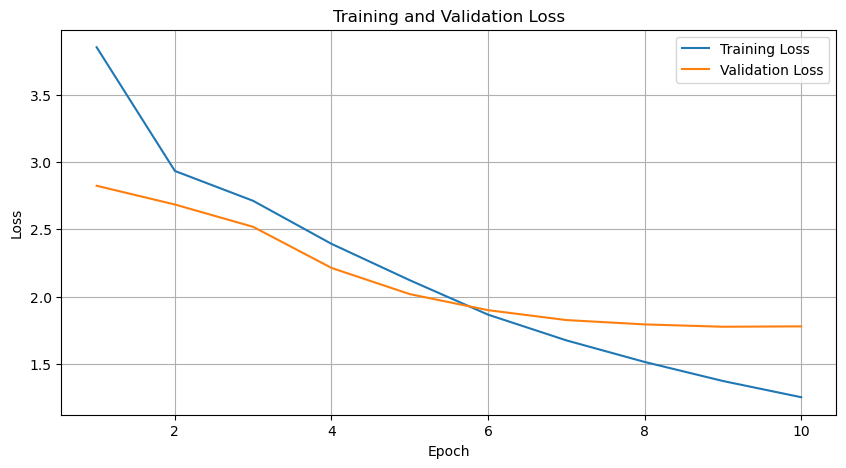 Training and Validation Loss
Training Loss
Validation Loss
3.5
3.0
2.5
2.0
1.5
Loss
2 4 6 8 10
Epoch